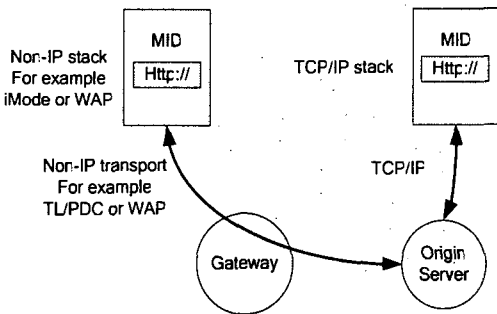 Non-IP stack
For example
iMode or WAP
MID
Http://
TCP/IP stack
MID
Http://
Non-IP transport
For example
TL/PDC or WAP
TCP/IP
Gateway
Origin
Server